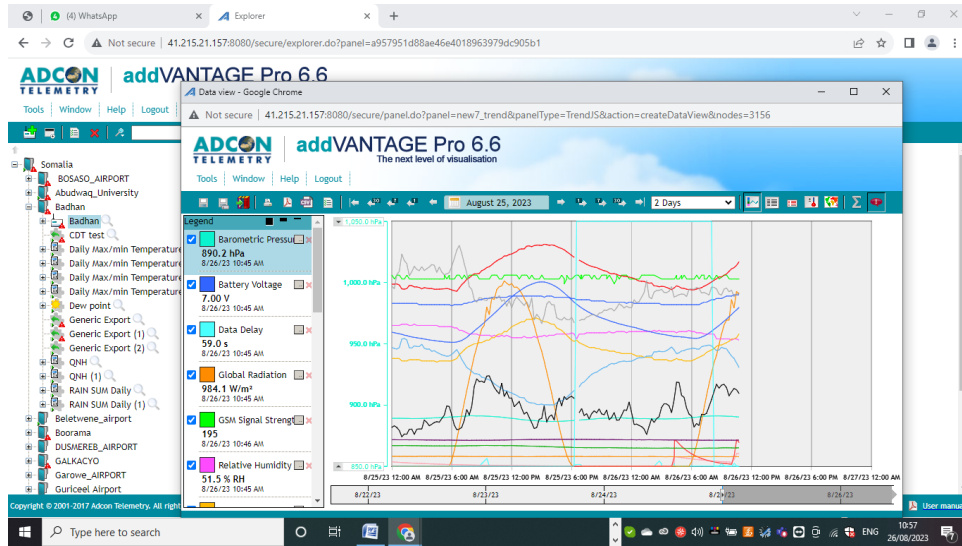 (4) WhatsApp
Explorer
Not secure
41.215.21.157:8080/secure/explorer.do?panel=a957951d88ae46e4018963979dc905b1
ADCON
TELEMETRY
addVANTAGE Pro 6.6
Tools
Window
Help
Logout
Somalia
BOSASO_AIRPORT
Abudwaq_University
Badhan
Badhan
CDT test
Daily Max/min Temperature
Daily Max/min Temperature
Daily Max/min Temperature
Daily Max/min Temperature
Dew point
Generic Export
Generic Export (1)
Generic Export (2)
QNH
QNH (1)
RAIN SUM Daily
RAIN SUM Daily (1)
Beletwene_airport
Boorama
DUSMEREB_AIRPORT
GALKACYO
Garowe_AIRPORT
Guriceel Airport
Copyright © 2001-2017 Adcon Telemetry. All right
User manua
Data view - Google Chrome
Not secure
41.215.21.157:8080/secure/panel.do?panel=new7_trend&panelType=TrendJS&action=createDataView&nodes=3156
ADCON
TELEMETRY
addVANTAGE Pro 6.6
The next level of visualisation
Tools
Window
Help
Logout
August 25, 2023
2 Days
Legend
Barometric Pressu
890.2 hPa
8/26/23 10:45 AM
Battery Voltage
7.00 V
8/26/23 10:45 AM
Data Delay
59.0 s
8/26/23 10:45 AM
Global Radiation
984.1 W/m²
8/26/23 10:45 AM
GSM Signal Strengt
195
8/26/23 10:45 AM
Relative Humidity
51.5 % RH
8/26/23 10:45 AM
1,050.0 hPa
1,000.0 hPa
950.0 hPa
900.0 hPa
850.0 hPa
8/25/23 12:00 AM
8/25/23 6:00 AM
8/25/23 12:00 PM
8/25/23 6:00 PM
8/26/23 12:00 AM
8/26/23 6:00 AM
8/26/23 12:00 PM
8/26/23 6:00 PM
8/27/23 12:00 AM
8/22/23
8/23/23
8/24/23
8/26/23
Type here to search
ENG
10:57
26/08/2023
7